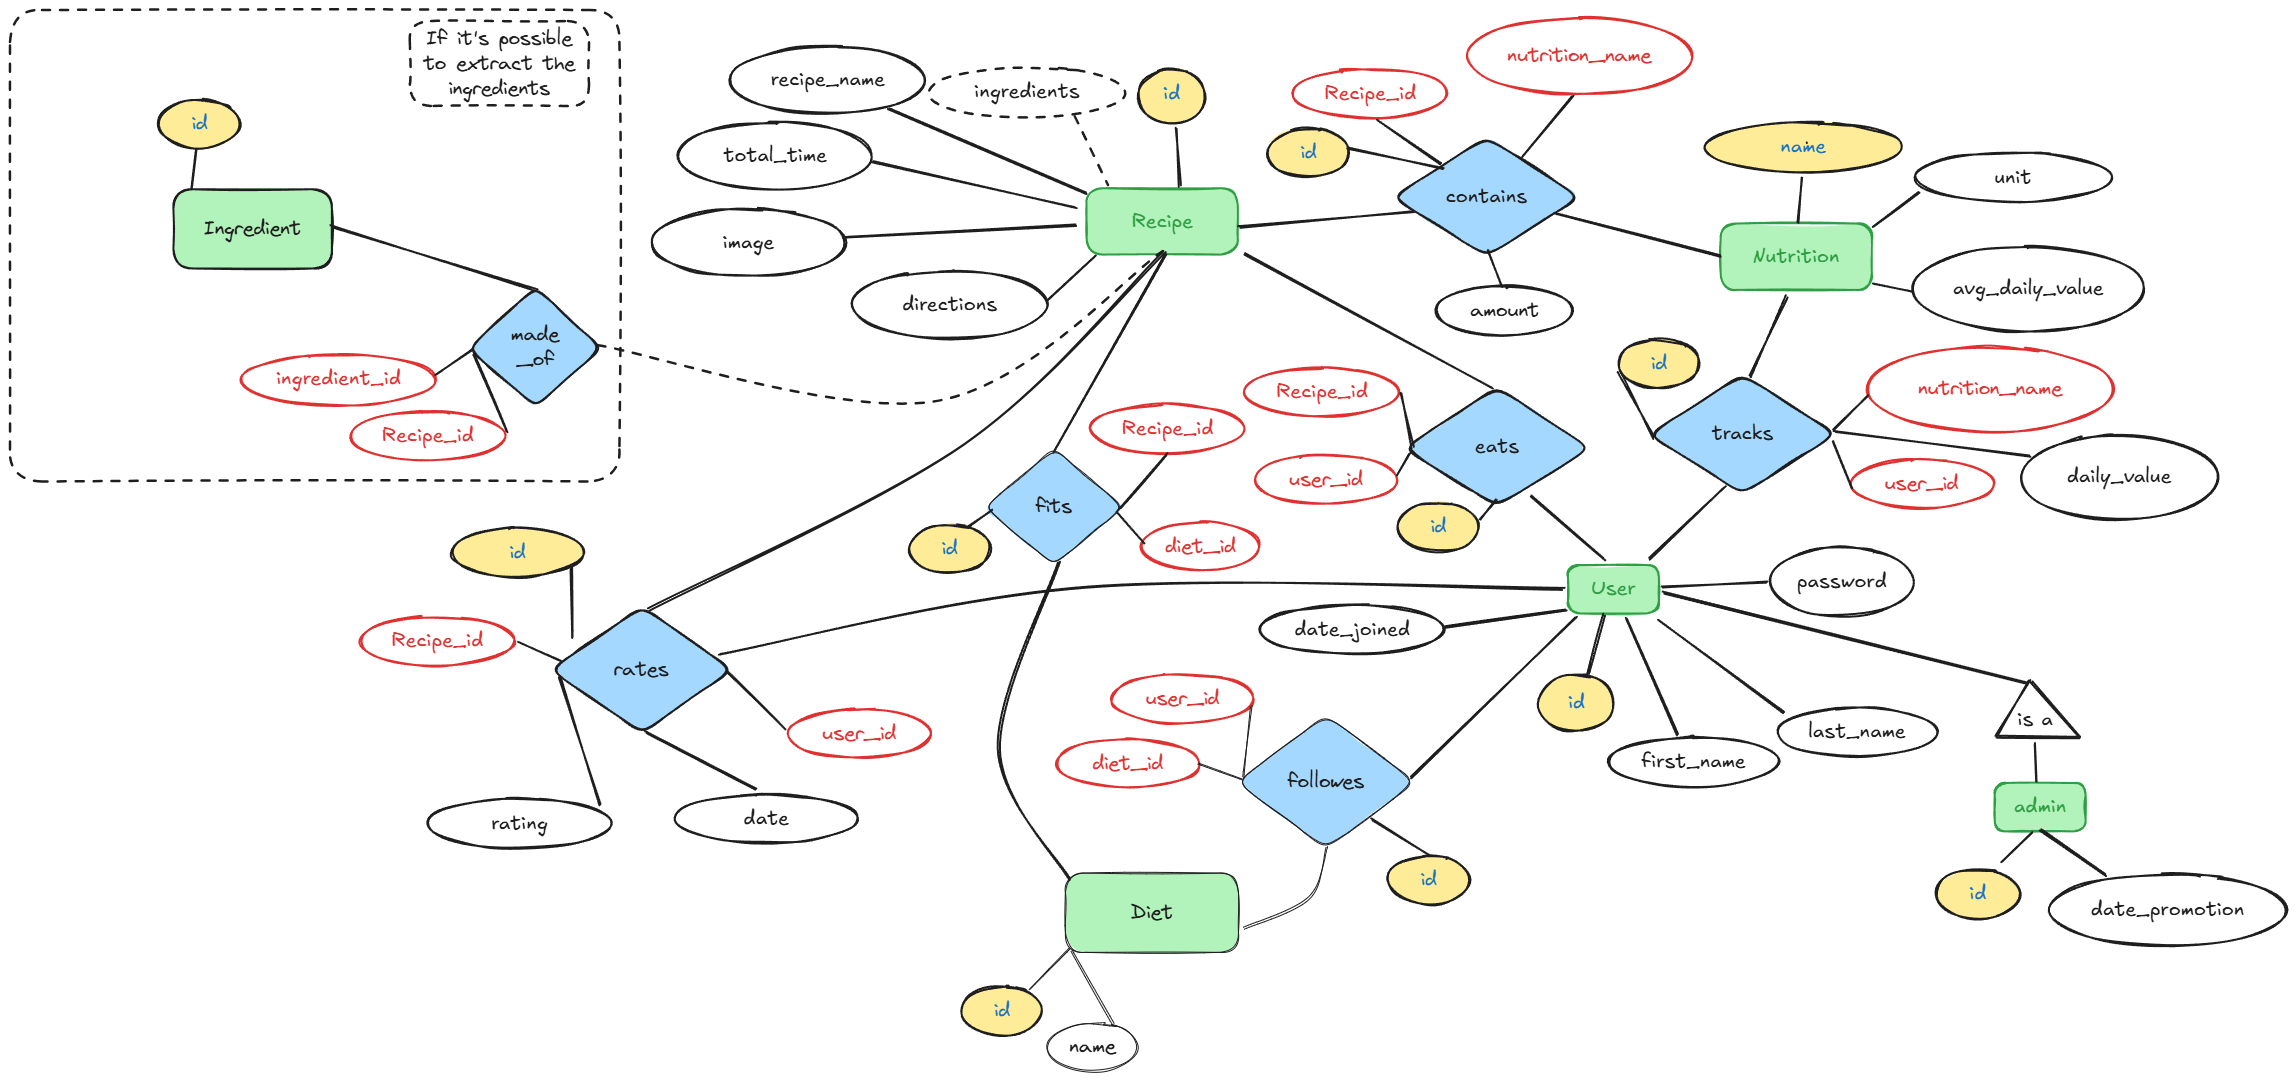 If it's possible
to extract the
ingredients
id
Ingredient
made
_of
ingredient_id
Recipe_id
recipe_name
ingredients
id
total_time
image
directions
Recipe
Recipe_id
nutrition_name
id
contains
amount
name
unit
Nutrition
avg_daily_value
id
nutrition_name
tracks
user_id
daily_value
Recipe_id
eats
user_id
id
Recipe_id
fits
id
diet_id
id
Recipe_id
rates
user_id
rating
date
User
password
date_joined
id
first_name
last_name
is a
admin
id
date_promotion
user_id
diet_id
followes
id
Diet
id
name